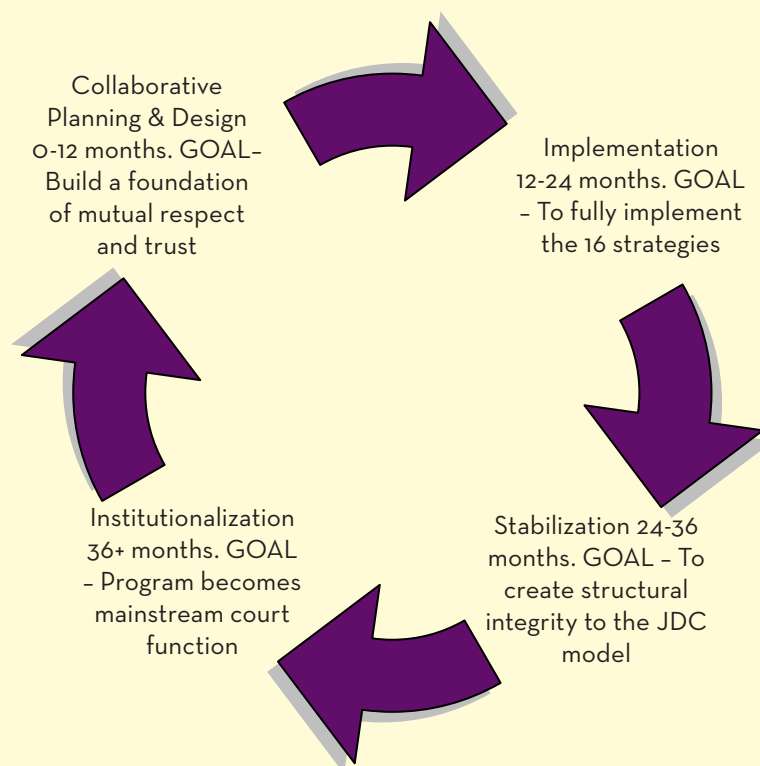 Collaborative
Planning & Design
0-12 months. GOAL–
Build a foundation
of mutual respect
and trust
Implementation
12-24 months. GOAL
– To fully implement
the 16 strategies
Stabilization 24-36
months. GOAL – To
create structural
integrity to the JDC
model
Institutionalization
36+ months. GOAL
– Program becomes
mainstream court
function